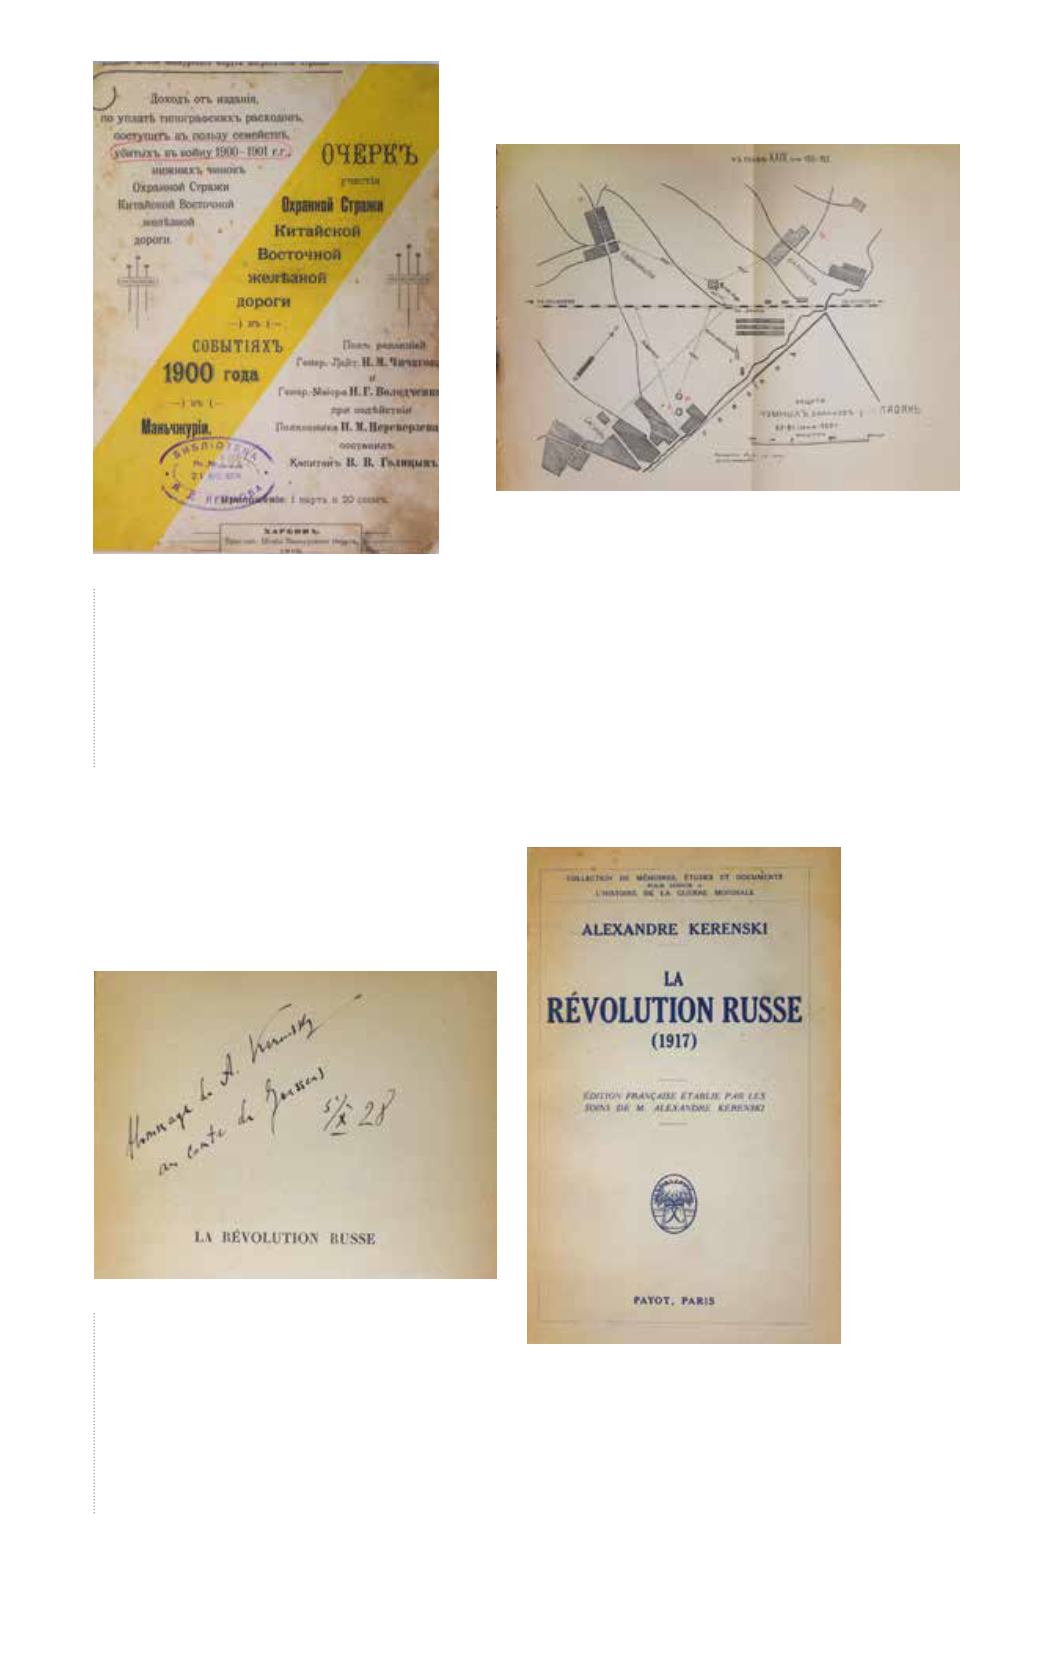 Доходъ отъ изданія,
по уплатѣ типографскихъ расходовъ,
поступитъ въ пользу семействъ,
убитыхъ въ войну 1900-1901 г.г.,
нижнихъ чиновъ
Охранной Стражи
Китайской Восточной
желѣзной
дороги.
ОЧЕРКЪ
участія
Охранной Стражи
Китайской
Восточной
желѣзной
дороги
—) въ (—
СОБЫТІЯХЪ
1900 года
—) въ (—
Маньчжуріи.
Подъ редакціей
Генер.-Лейт. Н. М. Чичагова
и
Генер.-Маіора Н. Г. Володченко
при содѣйствіи
Полковника Н. М. Переверзева
составилъ
Капитанъ В. В. Голицынъ.
БИБЛІОТЕКА
Приложеніе: 1 карта и 20 схемъ.
ХАРБИНЪ.
COLLECTION DE MÉMOIRES, ÉTUDES ET DOCUMENTS
POUR SERVIR A
L'HISTOIRE DE LA GUERRE MONDIALE
ALEXANDRE KERENSKI
LA
RÉVOLUTION RUSSE
(1917)
ÉDITION FRANÇAISE ÉTABLIE PAR LES
SOINS DE M. ALEXANDRE KERENSKI
PAYOT, PARIS
Hommage de A. Kerensky
au comte de
5/X 28
LA RÉVOLUTION RUSSE